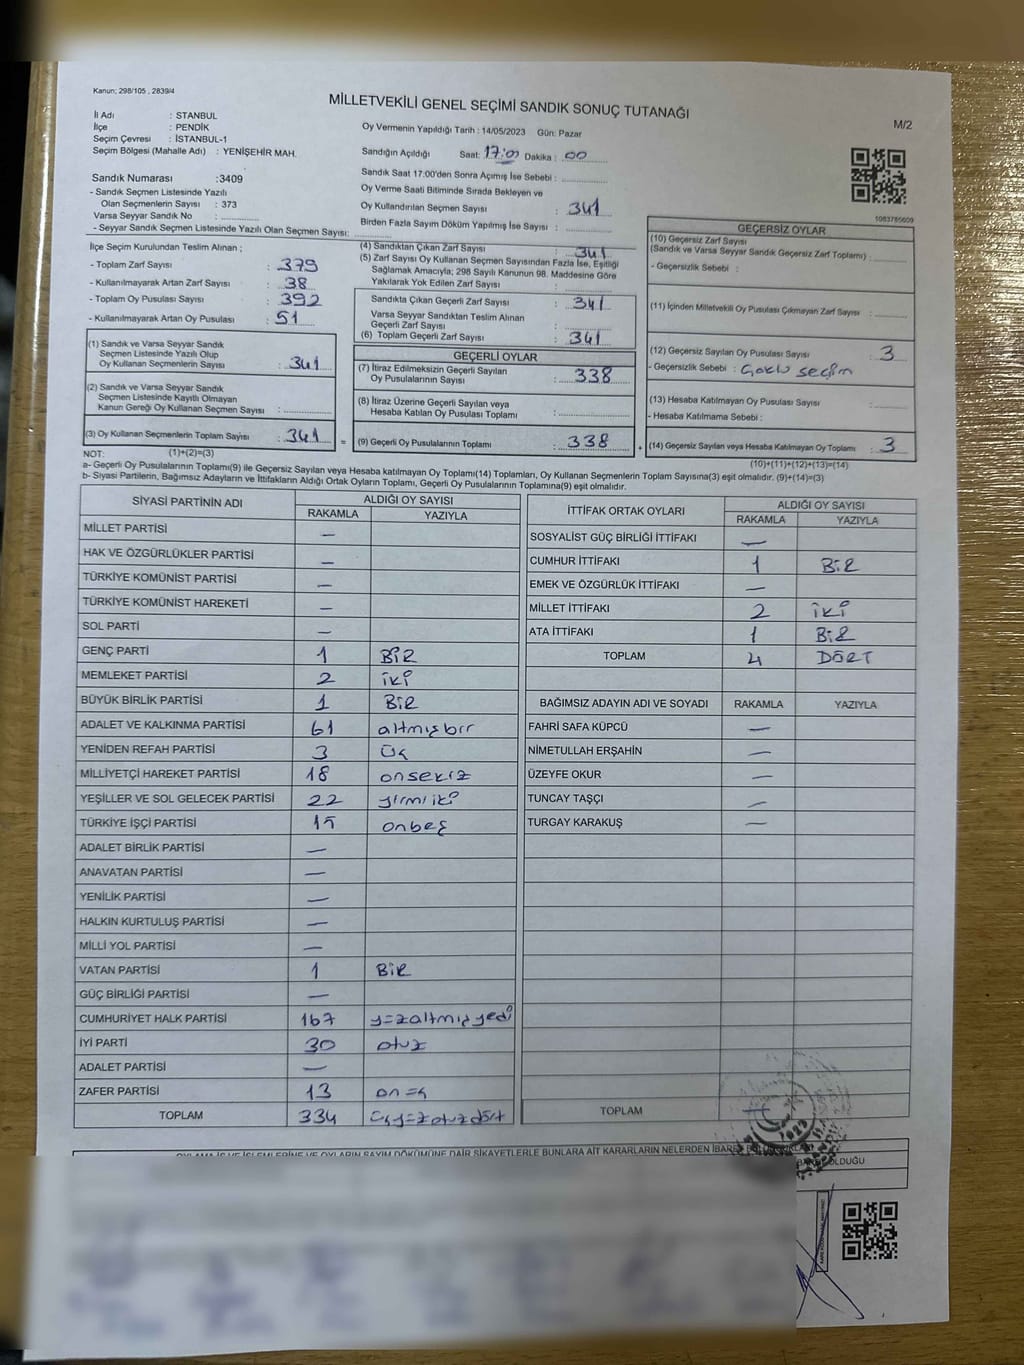 Kanun; 298/105 , 2839/4
MİLLETVEKİLİ GENEL SEÇİMİ SANDIK SONUÇ TUTANAĞI
M/2
İl Adı : STANBUL
İlçe : PENDİK
Seçim Çevresi : İSTANBUL-1
Seçim Bölgesi (Mahalle Adı) : YENİŞEHİR MAH.
Sandık Numarası :3409
- Sandık Seçmen Listesinde Yazılı
Olan Seçmenlerin Sayısı : 373
Varsa Seyyar Sandık No :
- Seyyar Sandık Seçmen Listesinde Yazılı Olan Seçmen Sayısı:
Oy Vermenin Yapıldığı Tarih : 14/05/2023 Gün: Pazar
Sandığın Açıldığı Saat: 17:00 Dakika : 00
Sandık Saat 17.00'den Sonra Açımış İse Sebebi :
Oy Verme Saati Bitiminde Sırada Bekleyen ve
Oy Kullandırılan Seçmen Sayısı : 341
Birden Fazla Sayım Döküm Yapılmış İse Sayısı :
1083785609
İlçe Seçim Kurulundan Teslim Alınan ;
- Toplam Zarf Sayısı : 379
- Kullanılmayarak Artan Zarf Sayısı : 38
- Toplam Oy Pusulası Sayısı : 392
- Kullanılmayarak Artan Oy Pusulası : 51
(4) Sandıktan Çıkan Zarf Sayısı : 341
(5) Zarf Sayısı Oy Kullanan Seçmen Sayısından Fazla İse, Eşitliği
Sağlamak Amacıyla; 298 Sayılı Kanunun 98. Maddesine Göre
Yakılarak Yok Edilen Zarf Sayısı :
Sandıkta Çıkan Geçerli Zarf Sayısı : 341
Varsa Seyyar Sandıktan Teslim Alınan
Geçerli Zarf Sayısı :
(6) Toplam Geçerli Zarf Sayısı : 341
GEÇERSİZ OYLAR
(10) Geçersiz Zarf Sayısı
(Sandık ve Varsa Seyyar Sandık Geçersiz Zarf Toplamı) :
- Geçersizlik Sebebi :
(11) İçinden Milletvekili Oy Pusulası Çıkmayan Zarf Sayısı :
(12) Geçersiz Sayılan Oy Pusulası Sayısı : 3
- Geçersizlik Sebebi : Çoklu seçim
(13) Hesaba Katılmayan Oy Pusulası Sayısı :
- Hesaba Katılmama Sebebi :
(14) Geçersiz Sayılan veya Hesaba Katılmayan Oy Toplamı : 3
(10)+(11)+(12)+(13)=(14)
(1) Sandık ve Varsa Seyyar Sandık
Seçmen Listesinde Yazılı Olup
Oy Kullanan Seçmenlerin Sayısı : 341
(2) Sandık ve Varsa Seyyar Sandık
Seçmen Listesinde Kayıtlı Olmayan
Kanun Gereği Oy Kullanan Seçmen Sayısı :
(3) Oy Kullanan Seçmenlerin Toplam Sayısı : 341
=
GEÇERLİ OYLAR
(7) İtiraz Edilmeksizin Geçerli Sayılan
Oy Pusulalarının Sayısı : 338
(8) İtiraz Üzerine Geçerli Sayılan veya
Hesaba Katılan Oy Pusulası Toplamı :
(9) Geçerli Oy Pusulalarının Toplamı : 338
+
NOT: (1)+(2)=(3)
a- Geçerli Oy Pusulalarının Toplamı(9) ile Geçersiz Sayılan veya Hesaba katılmayan Oy Toplamı(14) Toplamları, Oy Kullanan Seçmenlerin Toplam Sayısına(3) eşit olmalıdır. (9)+(14)=(3)
b- Siyasi Partilerin, Bağımsız Adayların ve İttifakların Aldığı Ortak Oyların Toplamı, Geçerli Oy Pusulalarının Toplamına(9) eşit olmalıdır.
SİYASİ PARTİNİN ADI ALDIĞI OY SAYISI
RAKAMLA YAZIYLA
MİLLET PARTİSİ —
HAK VE ÖZGÜRLÜKLER PARTİSİ —
TÜRKİYE KOMÜNİST PARTİSİ —
TÜRKİYE KOMÜNİST HAREKETİ —
SOL PARTİ —
GENÇ PARTİ 1 BİR
MEMLEKET PARTİSİ 2 iki
BÜYÜK BİRLİK PARTİSİ 1 BİR
ADALET VE KALKINMA PARTİSİ 61 altmışbir
YENİDEN REFAH PARTİSİ 3 Üç
MİLLİYETÇİ HAREKET PARTİSİ 18 onsekiz
YEŞİLLER VE SOL GELECEK PARTİSİ 22 yirmiiki
TÜRKİYE İŞÇİ PARTİSİ 15 onbeş
ADALET BİRLİK PARTİSİ —
ANAVATAN PARTİSİ —
YENİLİK PARTİSİ —
HALKIN KURTULUŞ PARTİSİ —
MİLLİ YOL PARTİSİ —
VATAN PARTİSİ 1 BİR
GÜÇ BİRLİĞİ PARTİSİ —
CUMHURİYET HALK PARTİSİ 167 yüzaltmışyedi
İYİ PARTİ 30 otuz
ADALET PARTİSİ —
ZAFER PARTİSİ 13 onüç
TOPLAM 334 üçyüzotuzdört
İTTİFAK ORTAK OYLARI ALDIĞI OY SAYISI
RAKAMLA YAZIYLA
SOSYALİST GÜÇ BİRLİĞİ İTTİFAKI —
CUMHUR İTTİFAKI 1 BİR
EMEK VE ÖZGÜRLÜK İTTİFAKI —
MİLLET İTTİFAKI 2 iki
ATA İTTİFAKI 1 BİR
TOPLAM 4 DÖRT
BAĞIMSIZ ADAYIN ADI VE SOYADI RAKAMLA YAZIYLA
FAHRİ SAFA KÜPCÜ —
NİMETULLAH ERŞAHİN —
ÜZEYFE OKUR —
TUNCAY TAŞÇI —
TURGAY KARAKUŞ —
TOPLAM
OYLAMA İŞ VE İŞLEMLERİNE VE OYLARIN SAYIM DÖKÜMÜNE DAİR ŞİKAYETLERLE BUNLARA AİT KARARLARIN NELERDEN İBARET
OLDUĞU